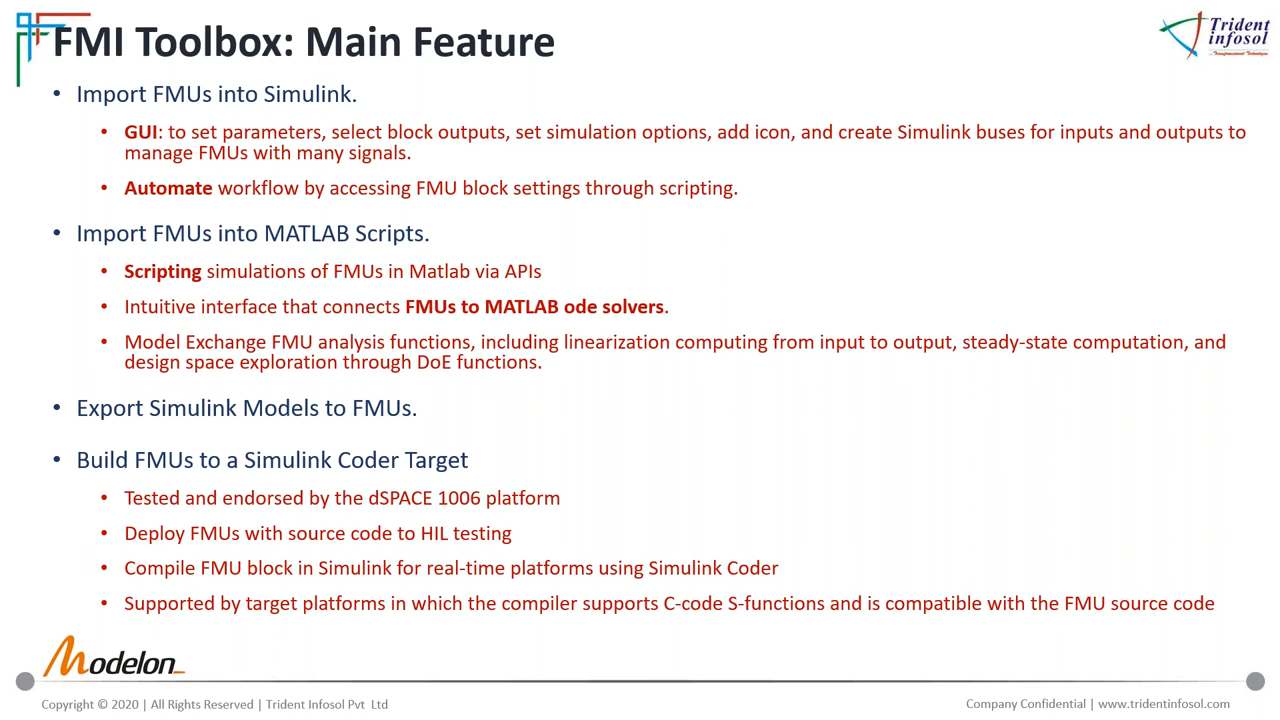 FMI Toolbox: Main Feature
Trident
infosol
• Import FMUs into Simulink.
• GUI: to set parameters, select block outputs, set simulation options, add icon, and create Simulink buses for inputs and outputs to
manage FMUs with many signals.
• Automate workflow by accessing FMU block settings through scripting.
• Import FMUs into MATLAB Scripts.
• Scripting simulations of FMUs in Matlab via APIs
• Intuitive interface that connects FMUs to MATLAB ode solvers.
• Model Exchange FMU analysis functions, including linearization computing from input to output, steady-state computation, and
design space exploration through DoE functions.
• Export Simulink Models to FMUs.
• Build FMUs to a Simulink Coder Target
• Tested and endorsed by the dSPACE 1006 platform
• Deploy FMUs with source code to HIL testing
• Compile FMU block in Simulink for real-time platforms using Simulink Coder
• Supported by target platforms in which the compiler supports C-code S-functions and is compatible with the FMU source code
Modelon
Copyright © 2020 | All Rights Reserved | Trident Infosol Pvt Ltd
Company Confidential | www.tridentinfosol.com